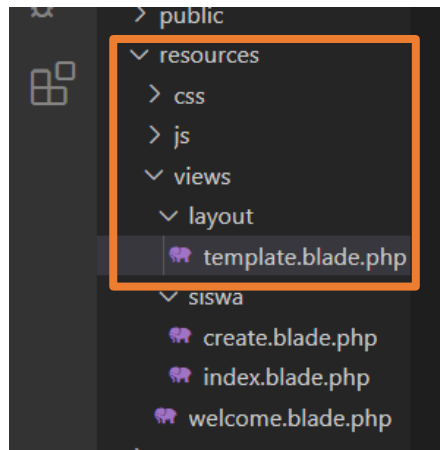 public
resources
css
js
views
layout
template.blade.php
siswa
create.blade.php
index.blade.php
welcome.blade.php